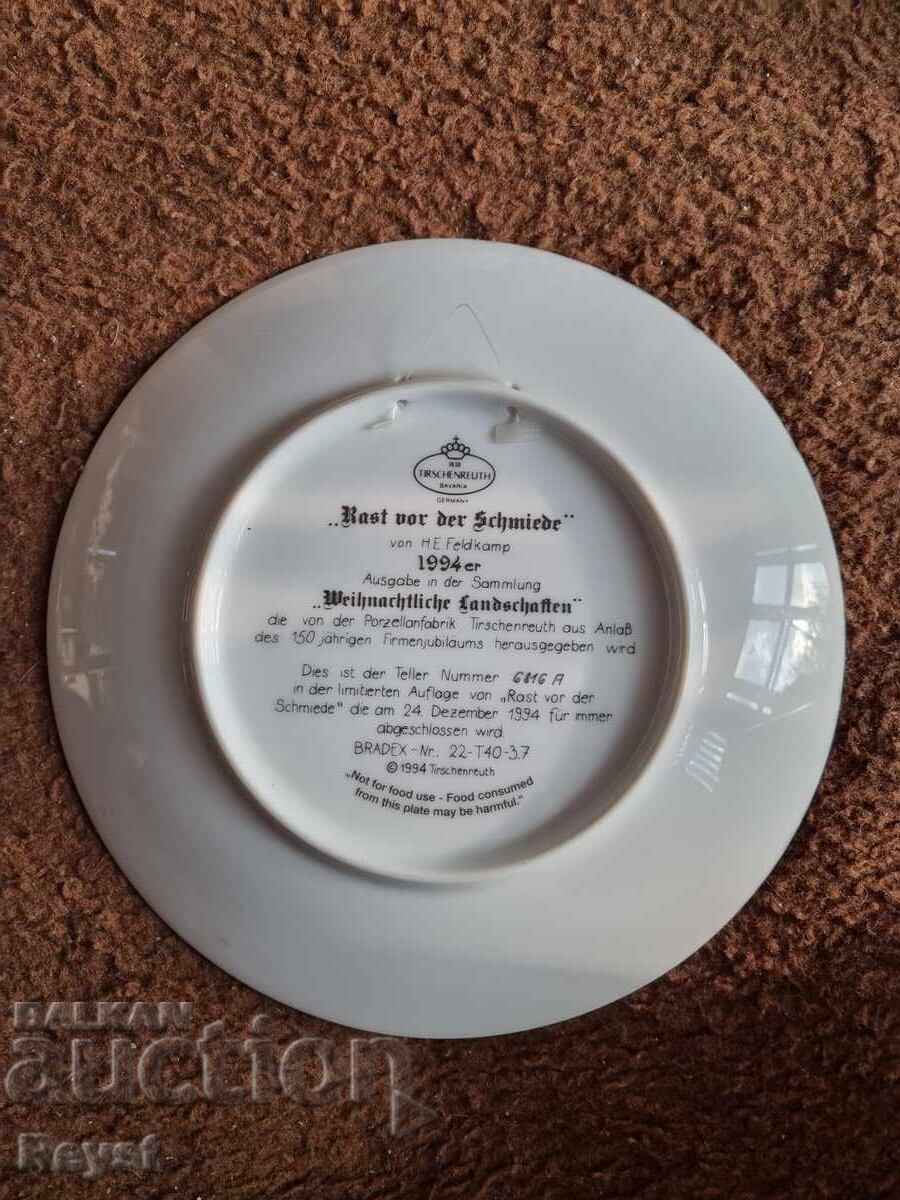 1838
TIRSCHENREUTH
BAVARIA
GERMANY
„Rast vor der Schmiede“
von H.E. Feldkamp
1994er
Ausgabe in der Sammlung
„Weihnachtliche Landschaften“
die von der Porzellanfabrik Tirschenreuth aus Anlaß
des 150 jährigen Firmenjubiläums herausgegeben wird.
Dies ist der Teller Nummer 6816 A
in der limitierten Auflage von „Rast vor der
Schmiede“ die am 24. Dezember 1994 für immer
abgeschlossen wird.
BRADEX-Nr.: 22-T40-3.7
© 1994 Tirschenreuth
„Not for food use - Food consumed
from this plate may be harmful.“
BALKAN
auction
Reyst